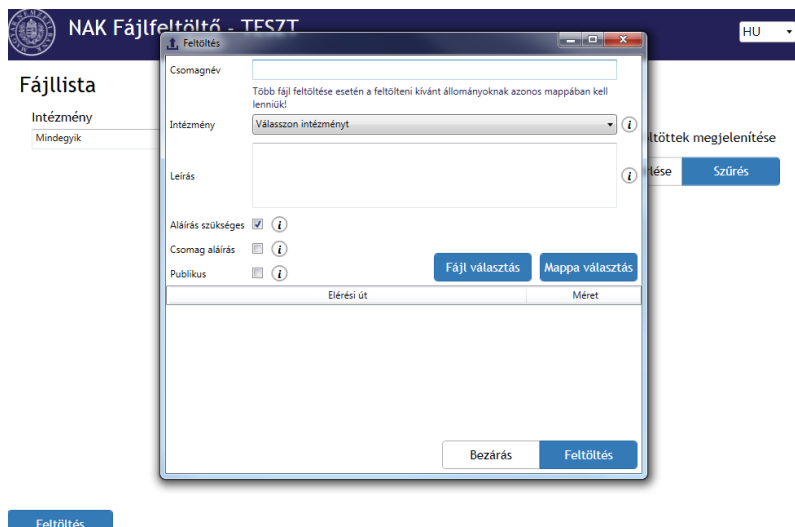 NAK Fájlfeltöltő - TESZT
HU
Fájllista
Intézmény
Mindegyik
Szűrés
Feltöltés
Csomagnév
Több fájl feltöltése esetén a feltölteni kívánt állományoknak azonos mappában kell
lenniük!
Intézmény
Válasszon intézményt
megjelenítése
Leírás
Aláírás szükséges
Csomag aláírás
Publikus
Fájl választás
Mappa választás
Elérési út
Méret
Bezárás
Feltöltés
Feltöltés